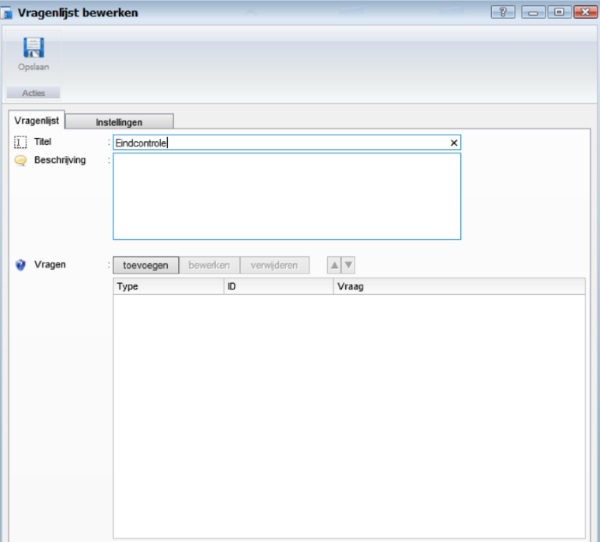 Vragenlijst bewerken
Opslaan
Acties
Vragenlijst Instellingen
Titel : Eindcontrole
Beschrijving :
Vragen : toevoegen bewerken verwijderen
Type ID Vraag